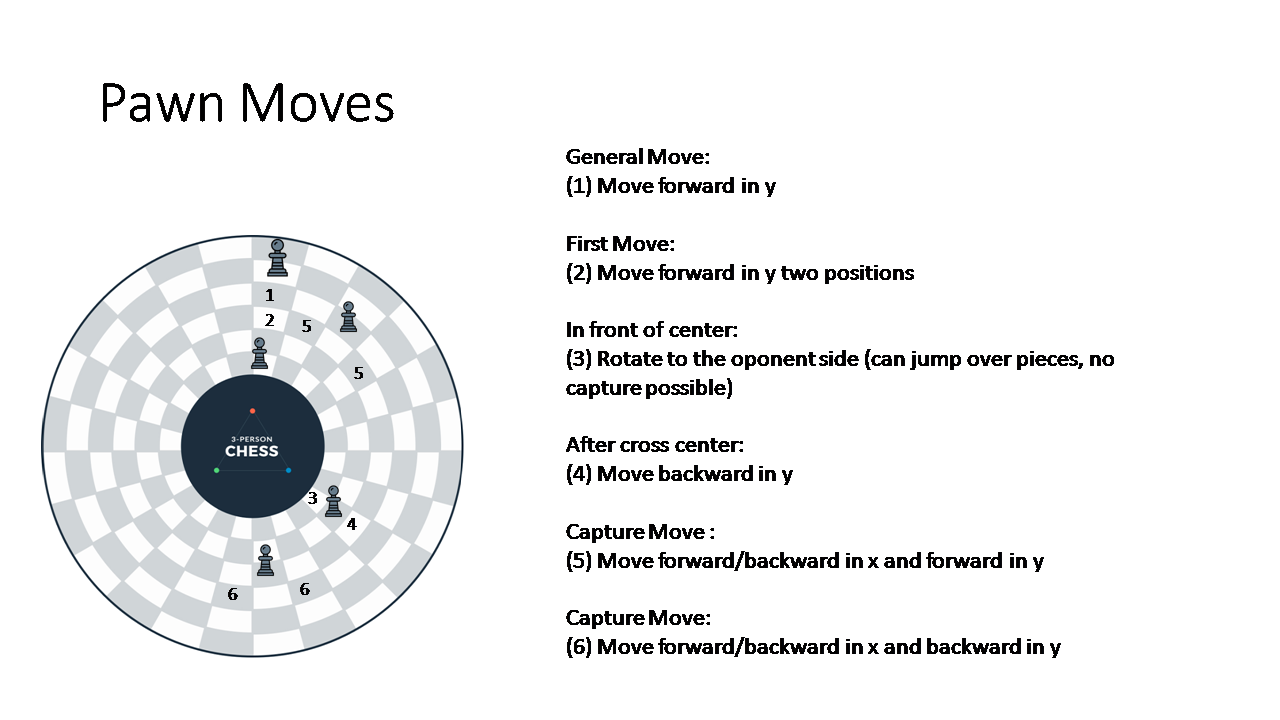 Pawn Moves
General Move:
(1) Move forward in y
First Move:
(2) Move forward in y two positions
In front of center:
(3) Rotate to the oponent side (can jump over pieces, no
capture possible)
After cross center:
(4) Move backward in y
Capture Move :
(5) Move forward/backward in x and forward in y
Capture Move:
(6) Move forward/backward in x and backward in y
1
2
5
5
3-PERSON
CHESS
3
4
6
6